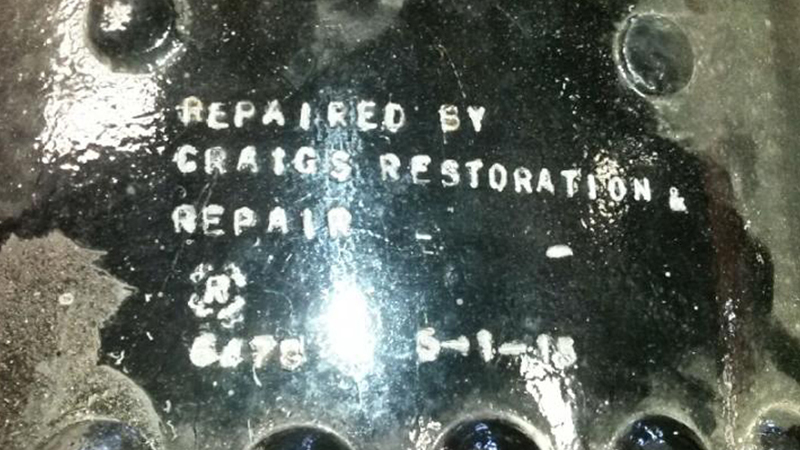 REPAIRED BY
CRAIGS RESTORATION &
REPAIR
R
5-1-15